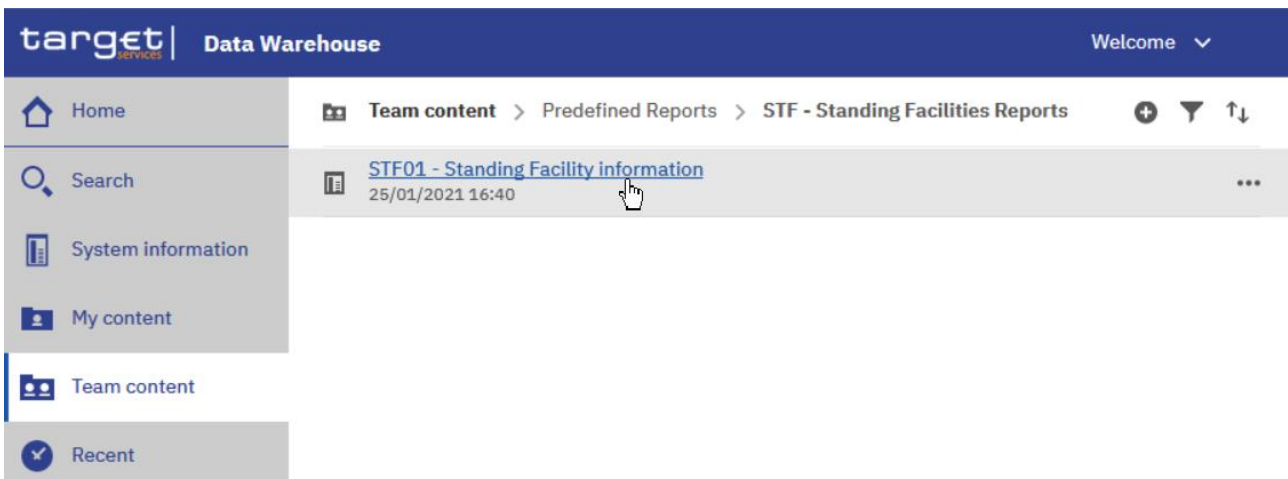 target services | Data Warehouse Welcome
Home
Team content > Predefined Reports > STF - Standing Facilities Reports
Search
STF01 - Standing Facility information
25/01/2021 16:40
System information
My content
Team content
Recent